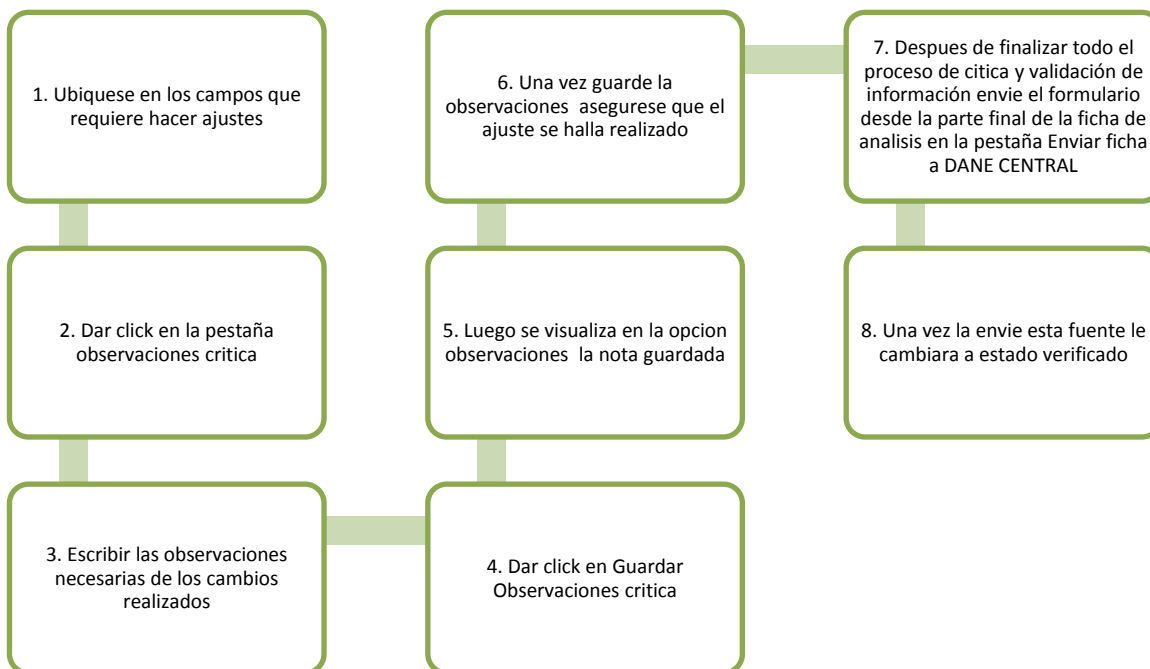 1. Ubiquese en los campos que
requiere hacer ajustes
2. Dar click en la pestaña
observaciones critica
3. Escribir las observaciones
necesarias de los cambios
realizados
4. Dar click en Guardar
Observaciones critica
5. Luego se visualiza en la opcion
observaciones la nota guardada
6. Una vez guarde la
observaciones asegurese que el
ajuste se halla realizado
7. Despues de finalizar todo el
proceso de citica y validación de
información envie el formulario
desde la parte final de la ficha de
analisis en la pestaña Enviar ficha
a DANE CENTRAL
8. Una vez la envie esta fuente le
cambiara a estado verificado